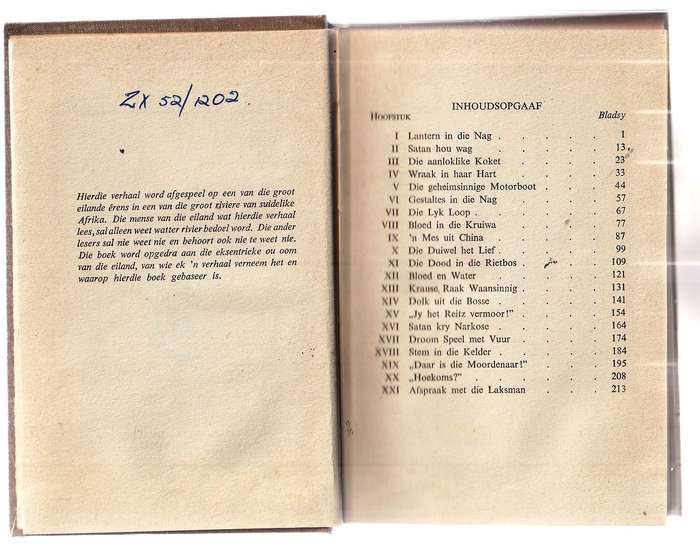 ZX 52/1202.
Hierdie verhaal word afgespeel op een van die groot
eilande êrens in een van die groot riviere van suidelike
Afrika. Die mense van die eiland wat hierdie verhaal
lees, sal alleen weet watter rivier bedoel word. Die ander
lesers sal nie weet nie en behoort ook nie te weet nie.
Die boek word opgedra aan die eksentrieke ou oom
van die eiland, van wie ek 'n verhaal verneem het en
waarop hierdie boek gebaseer is.
INHOUDSOPGAAF
HOOFSTUK Bladsy
I Lantern in die Nag . . . . . 1
II Satan hou wag . . . . . 13
III Die aanloklike Koket . . . . 23
IV Wraak in haar Hart . . . . 33
V Die geheimsinnige Motorboot . . . 44
VI Gestaltes in die Nag . . . . 57
VII Die Lyk Loop . . . . . 67
VIII Bloed in die Kruiwa . . . . 77
IX 'n Mes uit China . . . . 87
X Die Duiwel het Lief . . . . 99
XI Die Dood in die Rietbos . . . . 109
XII Bloed en Water . . . . . 121
XIII Krause Raak Waansinnig . . . . 131
XIV Dolk uit die Bosse . . . . 141
XV „Jy het Reitz vermoor!” . . . . 154
XVI Satan kry Narkose . . . . 164
XVII Droom Speel met Vuur . . . . 174
XVIII Stem in die Kelder . . . . 184
XIX „Daar is die Moordenaar!” . . . 195
XX „Hoekoms?” . . . . . 208
XXI Afspraak met die Laksman . . . 213